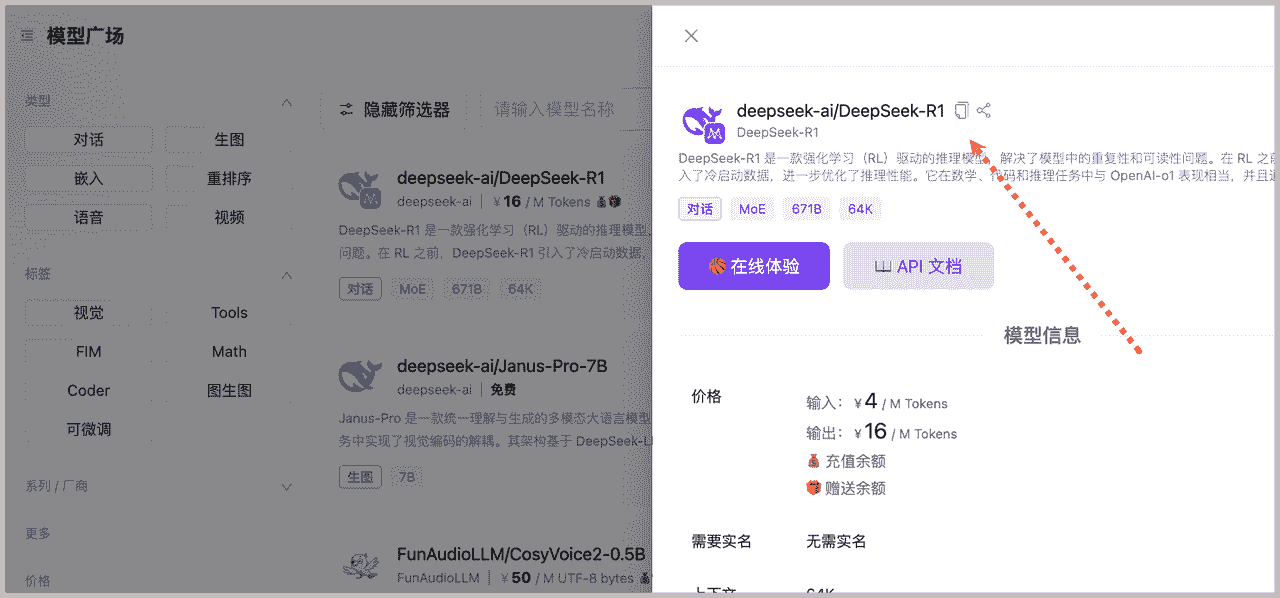 模型广场
类型
对话
生图
嵌入
重排序
语音
视频
标签
视觉
Tools
FIM
Math
Coder
图生图
可微调
系列 / 厂商
更多
价格
隐藏筛选器
请输入模型名称
deepseek-ai/DeepSeek-R1
deepseek-ai | ¥ 16 / M Tokens
DeepSeek-R1 是一款强化学习（RL）驱动的推理模型,
问题。在 RL 之前，DeepSeek-R1 引入了冷启动数据,
对话 MoE 671B 64K
deepseek-ai/Janus-Pro-7B
deepseek-ai | 免费
Janus-Pro 是一款统一理解与生成的多模态大语言模型
务中实现了视觉编码的解耦。其架构基于 DeepSeek-L
生图 7B
FunAudioLLM/CosyVoice2-0.5B
FunAudioLLM | ¥ 50 / M UTF-8 bytes
deepseek-ai/DeepSeek-R1
DeepSeek-R1
DeepSeek-R1 是一款强化学习（RL）驱动的推理模型，解决了模型中的重复性和可读性问题。在 RL 之前
入了冷启动数据，进一步优化了推理性能。它在数学、代码和推理任务中与 OpenAI-o1 表现相当，并且通
对话 MoE 671B 64K
在线体验
API 文档
模型信息
价格
输入： ¥ 4 / M Tokens
输出： ¥ 16 / M Tokens
充值余额
赠送余额
需要实名 无需实名
上下文 64K